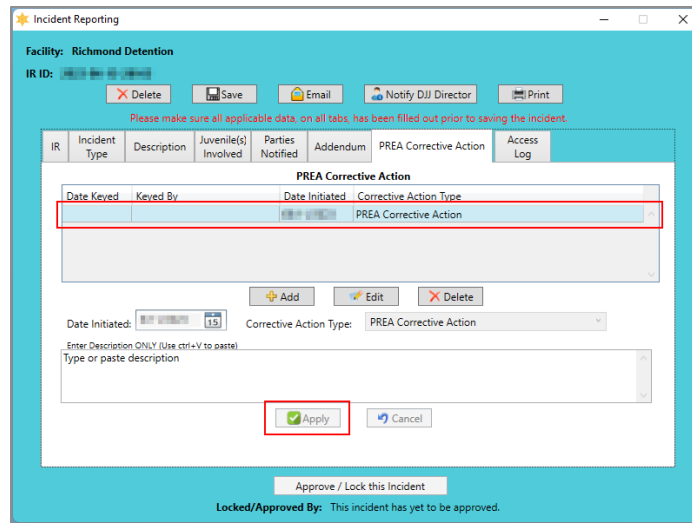 Incident Reporting
Facility: Richmond Detention
IR ID:
Delete Save Email Notify DJJ Director Print
Please make sure all applicable data, on all tabs, has been filled out prior to saving the incident.
IR Incident Type Description Juvenile(s) Involved Parties Notified Addendum PREA Corrective Action Access Log
PREA Corrective Action
Date Keyed Keyed By Date Initiated Corrective Action Type
PREA Corrective Action
Add Edit Delete
Date Initiated: 15 Corrective Action Type: PREA Corrective Action
Enter Description ONLY (Use ctrl+V to paste)
Type or paste description
Apply Cancel
Approve / Lock this Incident
Locked/Approved By: This incident has yet to be approved.